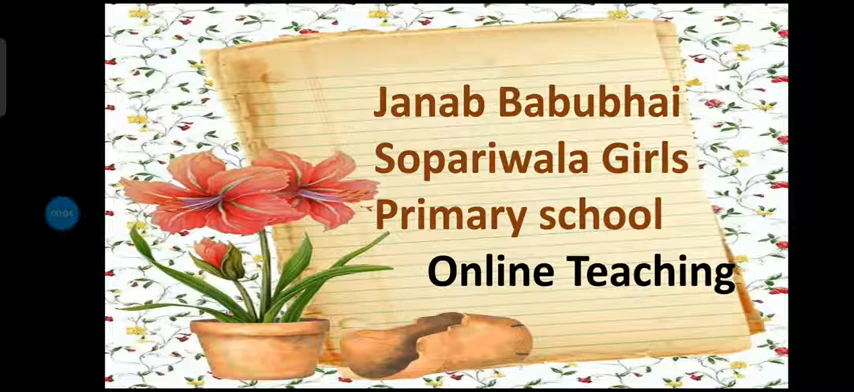 Janab Babubhai
Sopariwala Girls
Primary school
Online Teaching